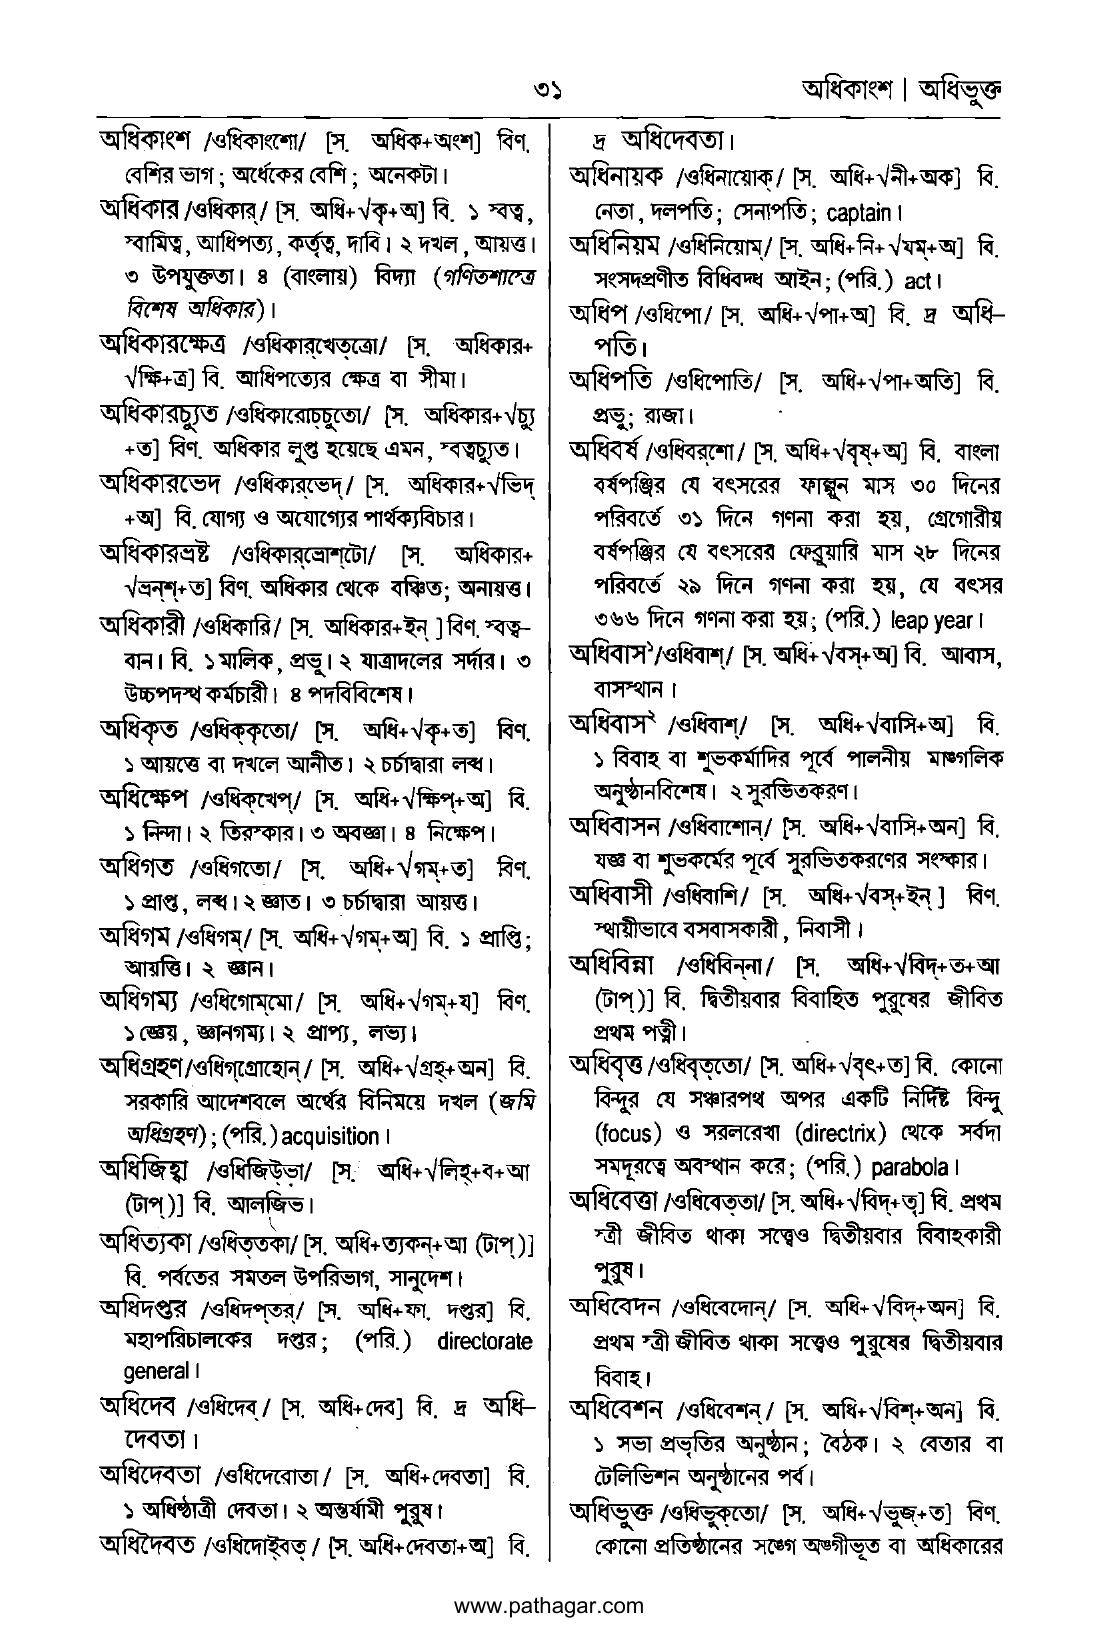 ৩১
অধিকাংশ | অধিভুক্ত
অধিকাংশ /ওধিকাংশো/ [স. অধিক+অংশ] বিণ.
বেশির ভাগ; অর্ধেকের বেশি; অনেকটা।
অধিকার /ওধিকার্/ [স. অধি+√কৃ+অ] বি. ১ স্বত্ব,
স্বামিত্ব, আধিপত্য, কর্তৃত্ব, দাবি। ২ দখল, আয়ত্ত।
৩ উপযুক্ততা। ৪ (বাংলায়) বিদ্যা (গণিতশাস্ত্রে
বিশেষ অধিকার)।
অধিকারক্ষেত্র /ওধিকার্‌খেত্‌ত্রো/ [স. অধিকার+
√ক্ষি+ত্র] বি. আধিপত্যের ক্ষেত্র বা সীমা।
অধিকারচ্যুত /ওধিকারোচ্‌চুতো/ [স. অধিকার+√চ্যু
+ত] বিণ. অধিকার লুপ্ত হয়েছে এমন, স্বত্বচ্যুত।
অধিকারভেদ /ওধিকার্‌ভেদ্/ [স. অধিকার+√ভিদ্
+অ] বি. যোগ্য ও অযোগ্যের পার্থক্যবিচার।
অধিকারভ্রষ্ট /ওধিকার্‌ভ্রোশ্‌টো/ [স. অধিকার+
√ভ্রন্‌শ্+ত] বিণ. অধিকার থেকে বঞ্চিত; অনায়ত্ত।
অধিকারী /ওধিকারি/ [স. অধিকার+ইন্ ] বিণ. স্বত্ব–
বান। বি. ১ মালিক, প্রভু। ২ যাত্রাদলের সর্দার। ৩
উচ্চপদস্থ কর্মচারী। ৪ পদবিবিশেষ।
অধিকৃত /ওধিক্‌কৃতো/ [স. অধি+√কৃ+ত] বিণ.
১ আয়ত্তে বা দখলে আনীত। ২ চর্চাদ্বারা লব্ধ।
অধিক্ষেপ /ওধিক্‌খেপ্/ [স. অধি+√ক্ষিপ্+অ] বি.
১ নিন্দা। ২ তিরস্কার। ৩ অবজ্ঞা। ৪ নিক্ষেপ।
অধিগত /ওধিগতো/ [স. অধি+√গম্+ত] বিণ.
১ প্রাপ্ত, লব্ধ। ২ জ্ঞাত। ৩ চর্চাদ্বারা আয়ত্ত।
অধিগম /ওধিগম্/ [স. অধি+√গম্+অ] বি. ১ প্রাপ্তি;
আয়ত্তি। ২ জ্ঞান।
অধিগম্য /ওধিগোম্‌মো/ [স. অধি+√গম্+য] বিণ.
১ জ্ঞেয়, জ্ঞানগম্য। ২ প্রাপ্য, লভ্য।
অধিগ্রহণ /ওধিগ্‌গ্রোহোন্/ [স. অধি+√গ্রহ্+অন] বি.
সরকারি আদেশবলে অর্থের বিনিময়ে দখল (জমি
অধিগ্রহণ); (পরি.) acquisition।
অধিজিহ্বা /ওধিজিউ্‌ভা/ [স. অধি+√লিহ্+ব+আ
(টাপ্)] বি. আলজিভ।
অধিত্যকা /ওধিত্‌তকা/ [স. অধি+ত্যকন্+আ (টাপ্)]
বি. পর্বতের সমতল উপরিভাগ, সানুদেশ।
অধিদপ্তর /ওধিদপ্‌তর্/ [স. অধি+ফা. দপ্তর] বি.
মহাপরিচালকের দপ্তর; (পরি.) directorate
general।
অধিদেব /ওধিদেব্/ [স. অধি+দেব] বি. দ্র অধি–
দেবতা।
অধিদেবতা /ওধিদেবোতা/ [স. অধি+দেবতা] বি.
১ অধিষ্ঠাত্রী দেবতা। ২ অন্তর্যামী পুরুষ।
অধিদৈবত /ওধিদোই্‌বত্/ [স. অধি+দেবতা+অ] বি.
দ্র অধিদেবতা।
অধিনায়ক /ওধিনায়োক্/ [স. অধি+√নী+অক] বি.
নেতা, দলপতি; সেনাপতি; captain।
অধিনিয়ম /ওধিনিয়োম্/ [স. অধি+নি+√যম্+অ] বি.
সংসদপ্রণীত বিধিবদ্ধ আইন; (পরি.) act।
অধিপ /ওধিপো/ [স. অধি+√পা+অ] বি. দ্র অধি–
পতি।
অধিপতি /ওধিপোতি/ [স. অধি+√পা+অতি] বি.
প্রভু; রাজা।
অধিবর্ষ /ওধিবর্‌শো/ [স. অধি+√বৃষ্+অ] বি. বাংলা
বর্ষপঞ্জির যে বৎসরের ফাল্গুন মাস ৩০ দিনের
পরিবর্তে ৩১ দিনে গণনা করা হয়, গ্রেগোরীয়
বর্ষপঞ্জির যে বৎসরের ফেব্রুয়ারি মাস ২৮ দিনের
পরিবর্তে ২৯ দিনে গণনা করা হয়, যে বৎসর
৩৬৬ দিনে গণনা করা হয়; (পরি.) leap year।
অধিবাস১ /ওধিবাশ্/ [স. অধি+√বস্+অ] বি. আবাস,
বাসস্থান।
অধিবাস২ /ওধিবাশ্/ [স. অধি+√বাসি+অ] বি.
১ বিবাহ বা শুভকর্মাদির পূর্বে পালনীয় মাঙ্গলিক
অনুষ্ঠানবিশেষ। ২ সুরভিতকরণ।
অধিবাসন /ওধিবাশোন্/ [স. অধি+√বাসি+অন] বি.
যজ্ঞ বা শুভকর্মের পূর্বে সুরভিতকরণের সংস্কার।
অধিবাসী /ওধিবাশি/ [স. অধি+√বস্+ইন্ ] বিণ.
স্থায়ীভাবে বসবাসকারী, নিবাসী।
অধিবিন্না /ওধিবিন্‌না/ [স. অধি+√বিদ্+ত+আ
(টাপ্)] বি. দ্বিতীয়বার বিবাহিত পুরুষের জীবিত
প্রথম পত্নী।
অধিবৃত্ত /ওধিবৃত্‌তো/ [স. অধি+√বৃৎ+ত] বি. কোনো
বিন্দুর যে সঞ্চারপথ অপর একটি নির্দিষ্ট বিন্দু
(focus) ও সরলরেখা (directrix) থেকে সর্বদা
সমদূরত্বে অবস্থান করে; (পরি.) parabola।
অধিবেত্তা /ওধিবেত্‌তা/ [স. অধি+√বিদ্+তৃ] বি. প্রথম
স্ত্রী জীবিত থাকা সত্ত্বেও দ্বিতীয়বার বিবাহকারী
পুরুষ।
অধিবেদন /ওধিবেদোন্/ [স. অধি+√বিদ্+অন] বি.
প্রথম স্ত্রী জীবিত থাকা সত্ত্বেও পুরুষের দ্বিতীয়বার
বিবাহ।
অধিবেশন /ওধিবেশন্/ [স. অধি+√বিশ্+অন] বি.
১ সভা প্রভৃতির অনুষ্ঠান; বৈঠক। ২ বেতার বা
টেলিভিশন অনুষ্ঠানের পর্ব।
অধিভুক্ত /ওধিভুক্‌তো/ [স. অধি+√ভুজ্+ত] বিণ.
কোনো প্রতিষ্ঠানের সঙ্গে অঙ্গীভূত বা অধিকারের
www.pathagar.com